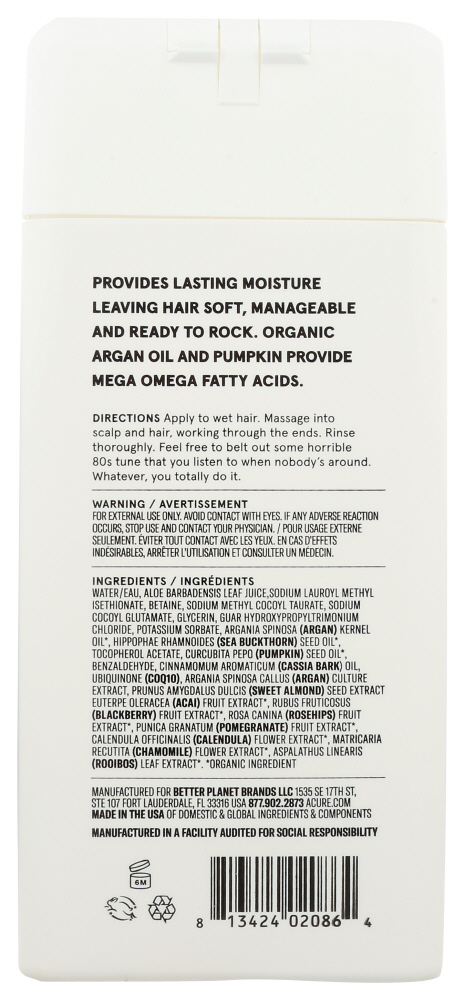 PROVIDES LASTING MOISTURE
LEAVING HAIR SOFT, MANAGEABLE
AND READY TO ROCK. ORGANIC
ARGAN OIL AND PUMPKIN PROVIDE
MEGA OMEGA FATTY ACIDS.
DIRECTIONS Apply to wet hair. Massage into
scalp and hair, working through the ends. Rinse
thoroughly. Feel free to belt out some horrible
80s tune that you listen to when nobody's around.
Whatever, you totally do it.
WARNING / AVERTISSEMENT
FOR EXTERNAL USE ONLY. AVOID CONTACT WITH EYES. IF ANY ADVERSE REACTION
OCCURS, STOP USE AND CONTACT YOUR PHYSICIAN. / POUR USAGE EXTERNE
SEULEMENT. ÉVITER TOUT CONTACT AVEC LES YEUX. EN CAS D'EFFETS
INDÉSIRABLES, ARRÊTER L'UTILISATION ET CONSULTER UN MÉDECIN.
INGREDIENTS / INGRÉDIENTS
WATER/EAU, ALOE BARBADENSIS LEAF JUICE,SODIUM LAUROYL METHYL
ISETHIONATE, BETAINE, SODIUM METHYL COCOYL TAURATE, SODIUM
COCOYL GLUTAMATE, GLYCERIN, GUAR HYDROXYPROPYLTRIMONIUM
CHLORIDE, POTASSIUM SORBATE, ARGANIA SPINOSA (ARGAN) KERNEL
OIL*, HIPPOPHAE RHAMNOIDES (SEA BUCKTHORN) SEED OIL*,
TOCOPHEROL ACETATE, CURCUBITA PEPO (PUMPKIN) SEED OIL*,
BENZALDEHYDE, CINNAMOMUM AROMATICUM (CASSIA BARK) OIL,
UBIQUINONE (COQ10), ARGANIA SPINOSA CALLUS (ARGAN) CULTURE
EXTRACT, PRUNUS AMYGDALUS DULCIS (SWEET ALMOND) SEED EXTRACT
EUTERPE OLERACEA (ACAI) FRUIT EXTRACT*, RUBUS FRUTICOSUS
(BLACKBERRY) FRUIT EXTRACT*, ROSA CANINA (ROSEHIPS) FRUIT
EXTRACT*, PUNICA GRANATUM (POMEGRANATE) FRUIT EXTRACT*,
CALENDULA OFFICINALIS (CALENDULA) FLOWER EXTRACT*, MATRICARIA
RECUTITA (CHAMOMILE) FLOWER EXTRACT*, ASPALATHUS LINEARIS
(ROOIBOS) LEAF EXTRACT*. *ORGANIC INGREDIENT
MANUFACTURED FOR BETTER PLANET BRANDS LLC 1535 SE 17TH ST,
STE 107 FORT LAUDERDALE, FL 33316 USA 877.902.2873 ACURE.COM
MADE IN THE USA OF DOMESTIC & GLOBAL INGREDIENTS & COMPONENTS
MANUFACTURED IN A FACILITY AUDITED FOR SOCIAL RESPONSIBILITY
6M
8 13424 02086 4